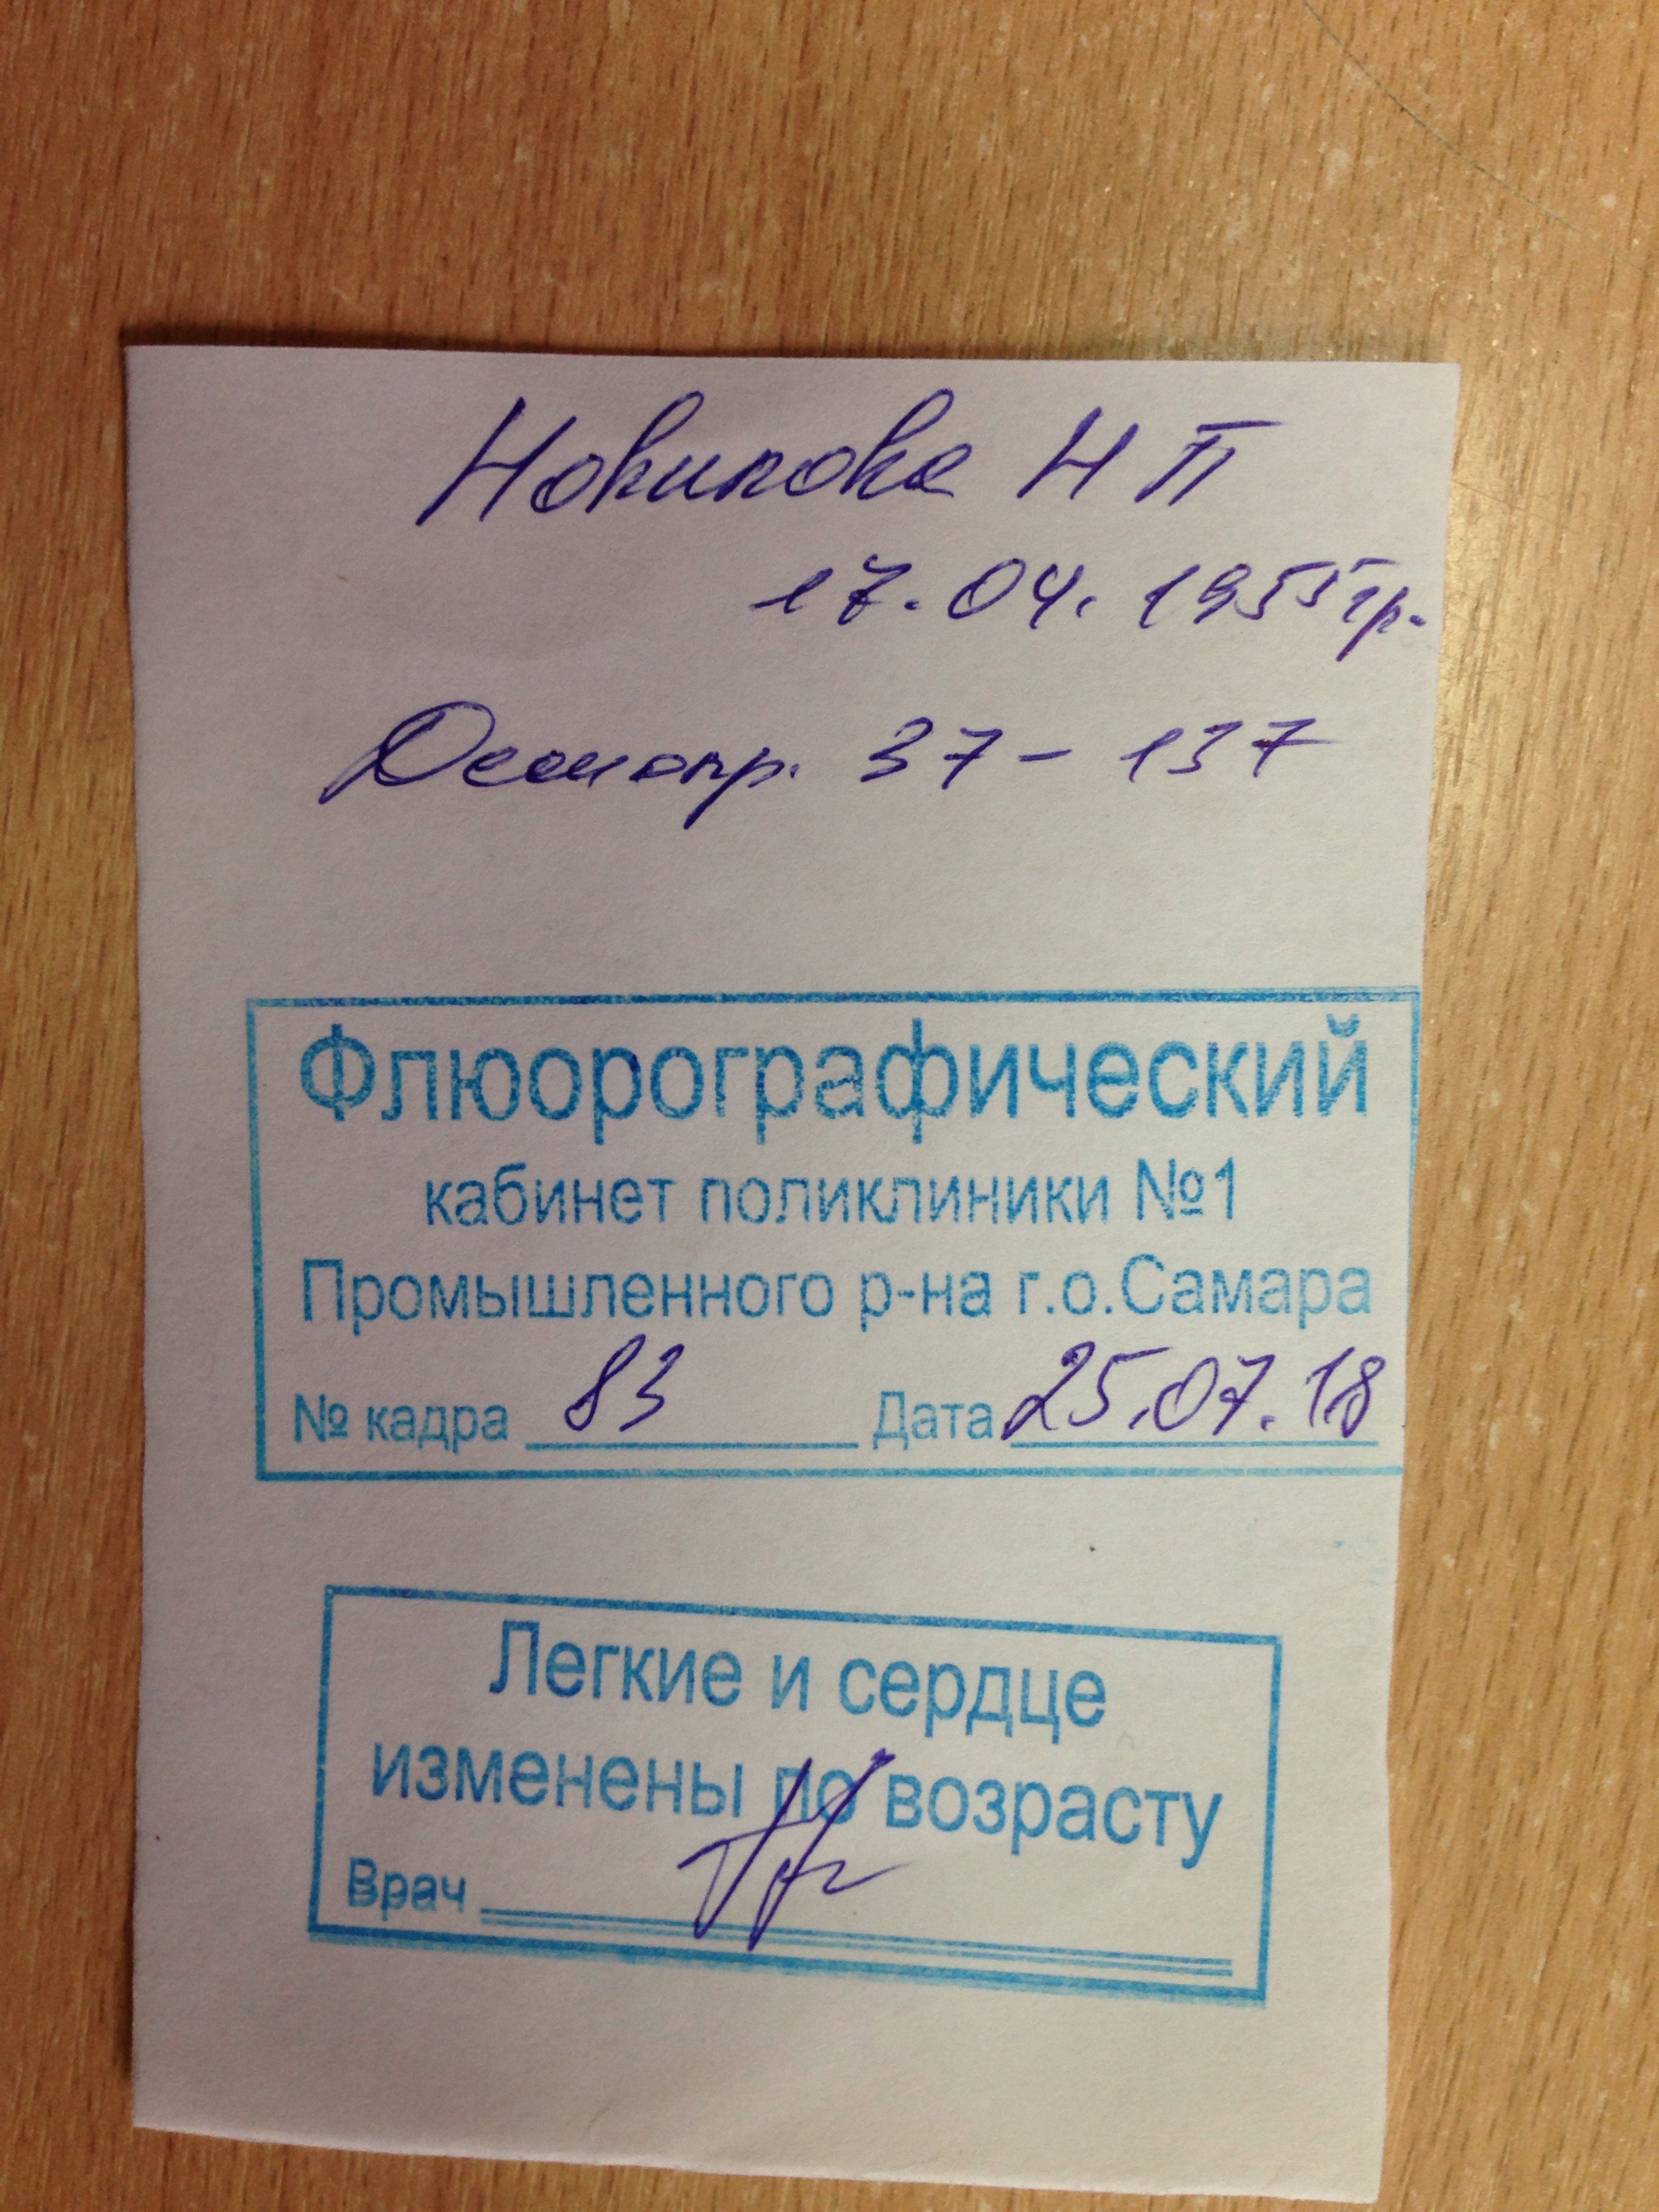 Новикова Н П
17.04.1955 гр.
37-137
Флюорографический
кабинет поликлиники №1
Промышленного р-на г.о.Самара
№ кадра 83 Дата 25.07.18
Легкие и сердце
изменены по возрасту
Врач